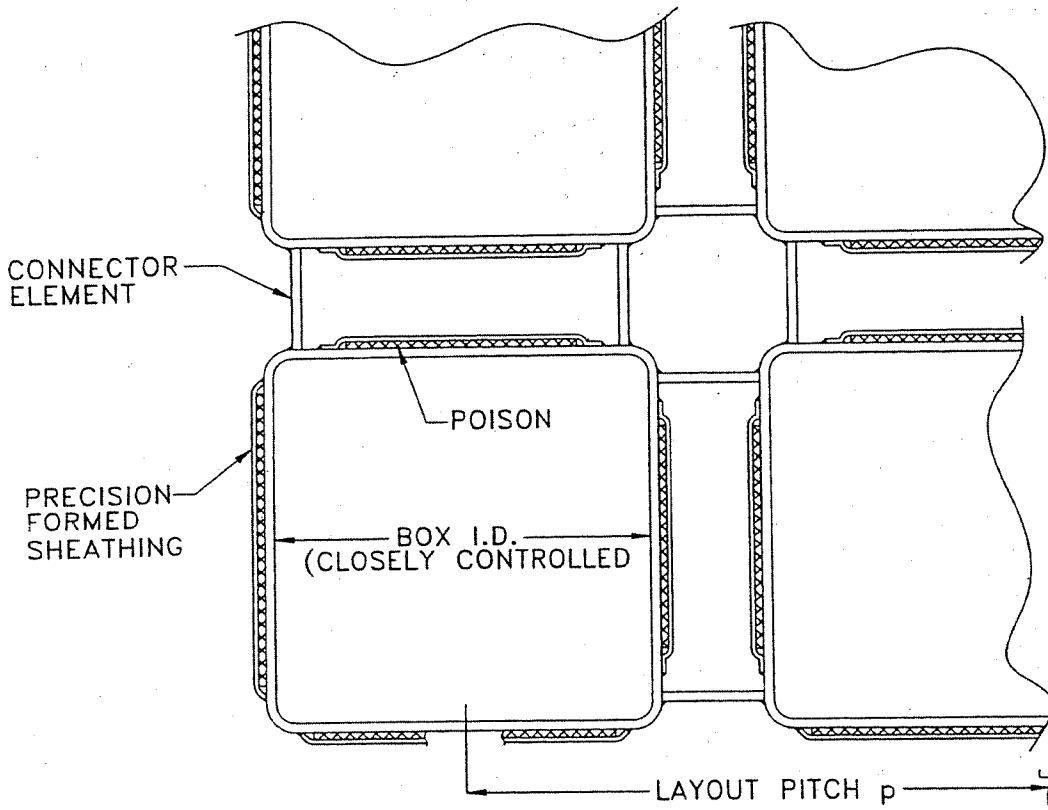 CONNECTOR
ELEMENT
POISON
PRECISION
FORMED
SHEATHING
BOX I.D.
(CLOSELY CONTROLLED
LAYOUT PITCH p